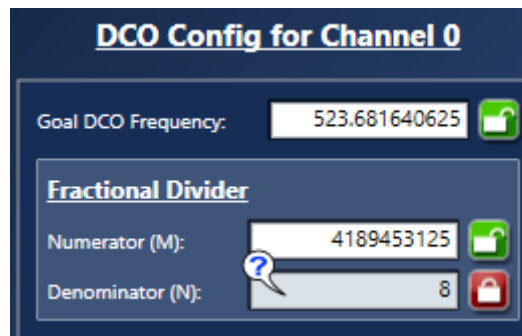 DCO Config for Channel 0
Goal DCO Frequency: 523.681640625
Fractional Divider
Numerator (M): 4189453125
?
Denominator (N): 8